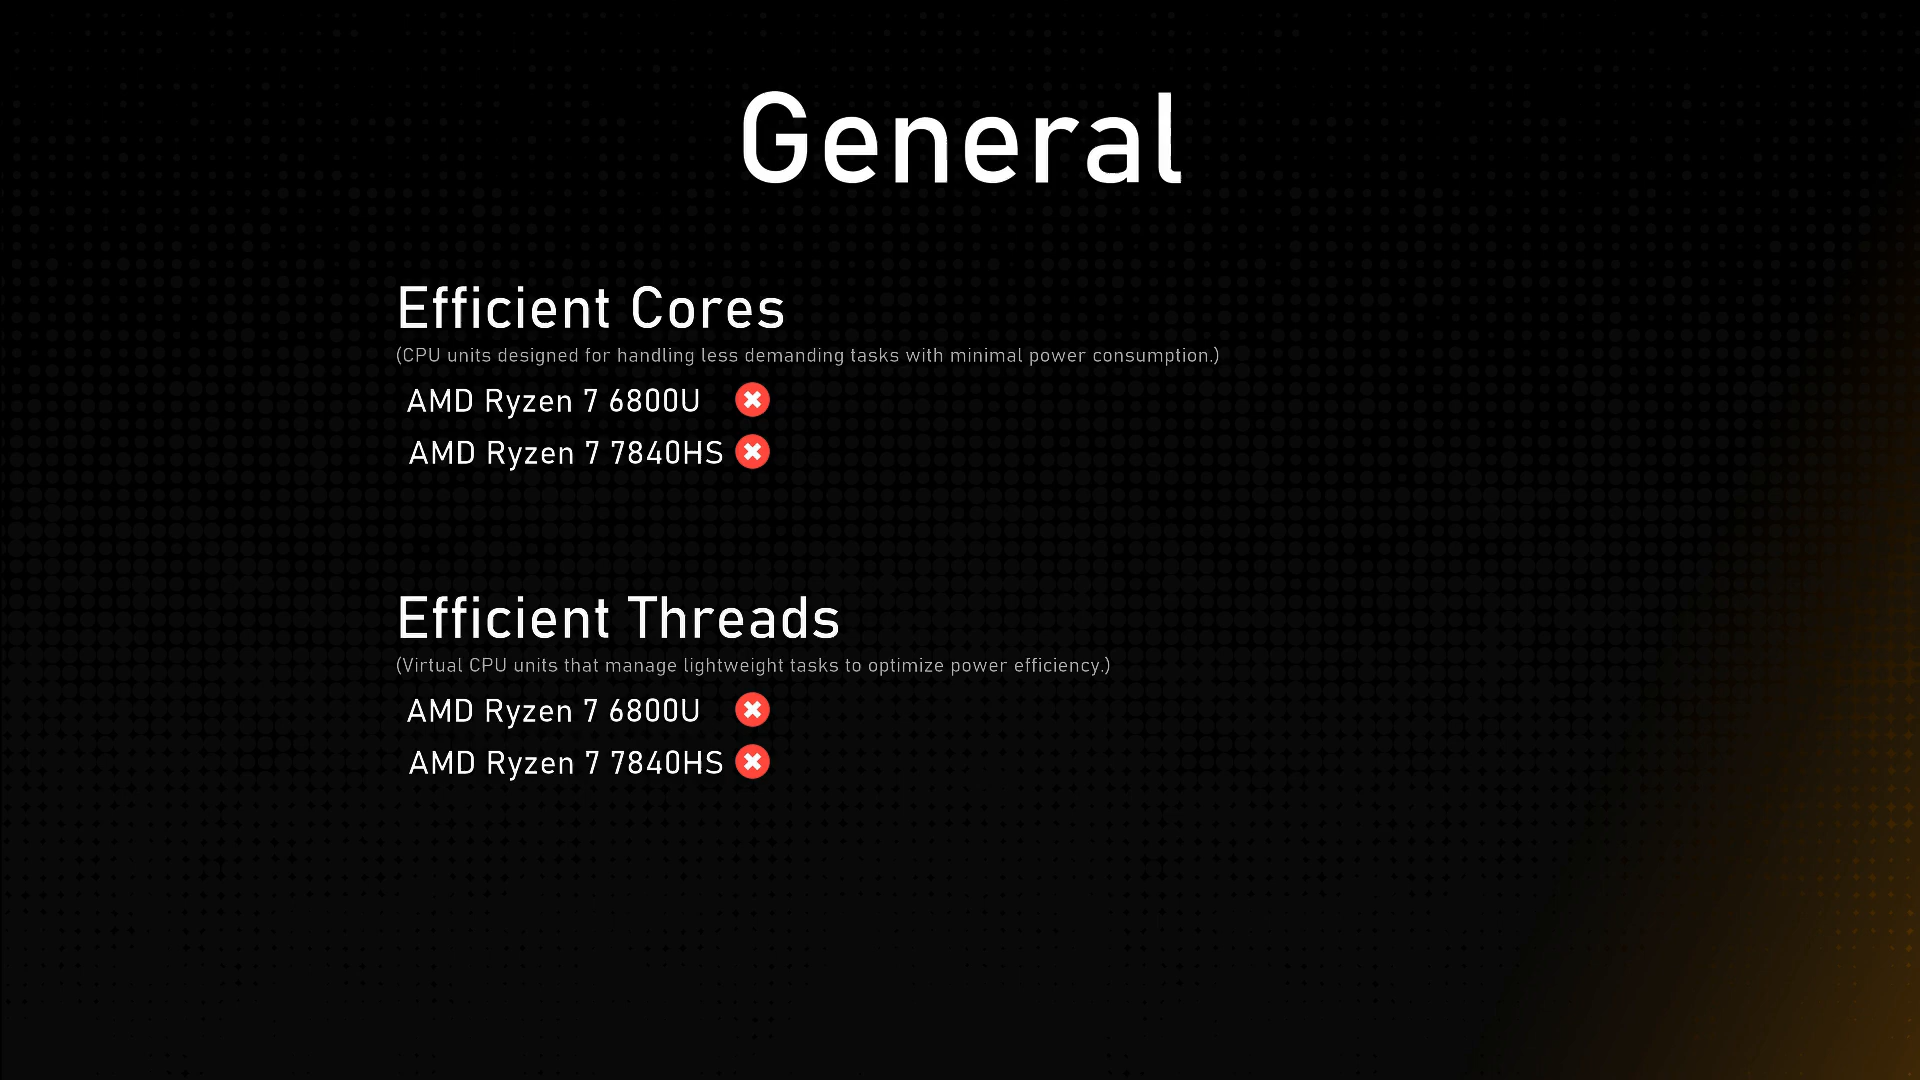 General
Efficient Cores
(CPU units designed for handling less demanding tasks with minimal power consumption.)
AMD Ryzen 7 6800U
AMD Ryzen 7 7840HS
Efficient Threads
(Virtual CPU units that manage lightweight tasks to optimize power efficiency.)
AMD Ryzen 7 6800U
AMD Ryzen 7 7840HS